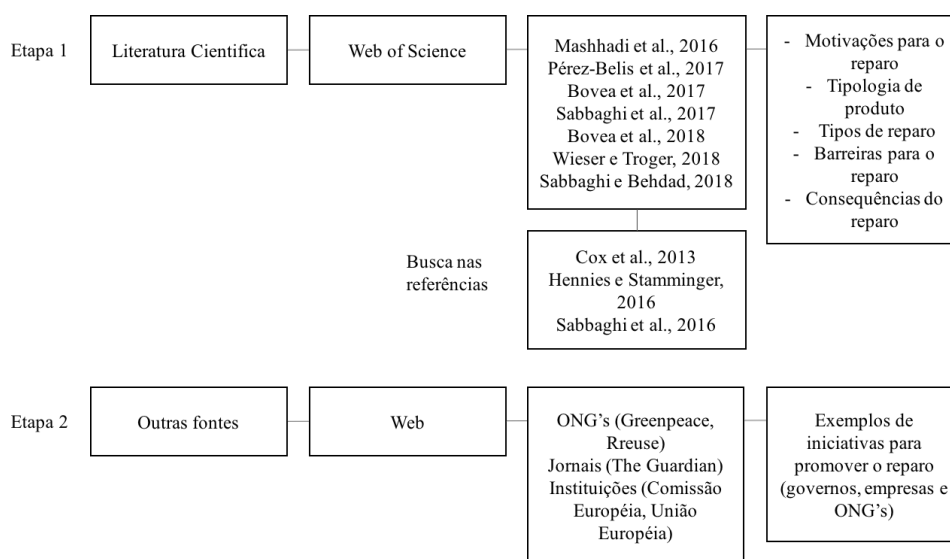 Etapa 1
Literatura Cientifica
Web of Science
Mashhadi et al., 2016
Pérez-Belis et al., 2017
Bovea et al., 2017
Sabbaghi et al., 2017
Bovea et al., 2018
Wieser e Troger, 2018
Sabbaghi e Behdad, 2018
- Motivações para o
reparo
- Tipologia de
produto
- Tipos de reparo
- Barreiras para o
reparo
- Consequências do
reparo
Busca nas
referências
Cox et al., 2013
Hennies e Stamminger,
2016
Sabbaghi et al., 2016
Etapa 2
Outras fontes
Web
ONG's (Greenpeace,
Rreuse)
Jornais (The Guardian)
Instituições (Comissão
Européia, União
Européia)
Exemplos de
iniciativas para
promover o reparo
(governos, empresas e
ONG's)